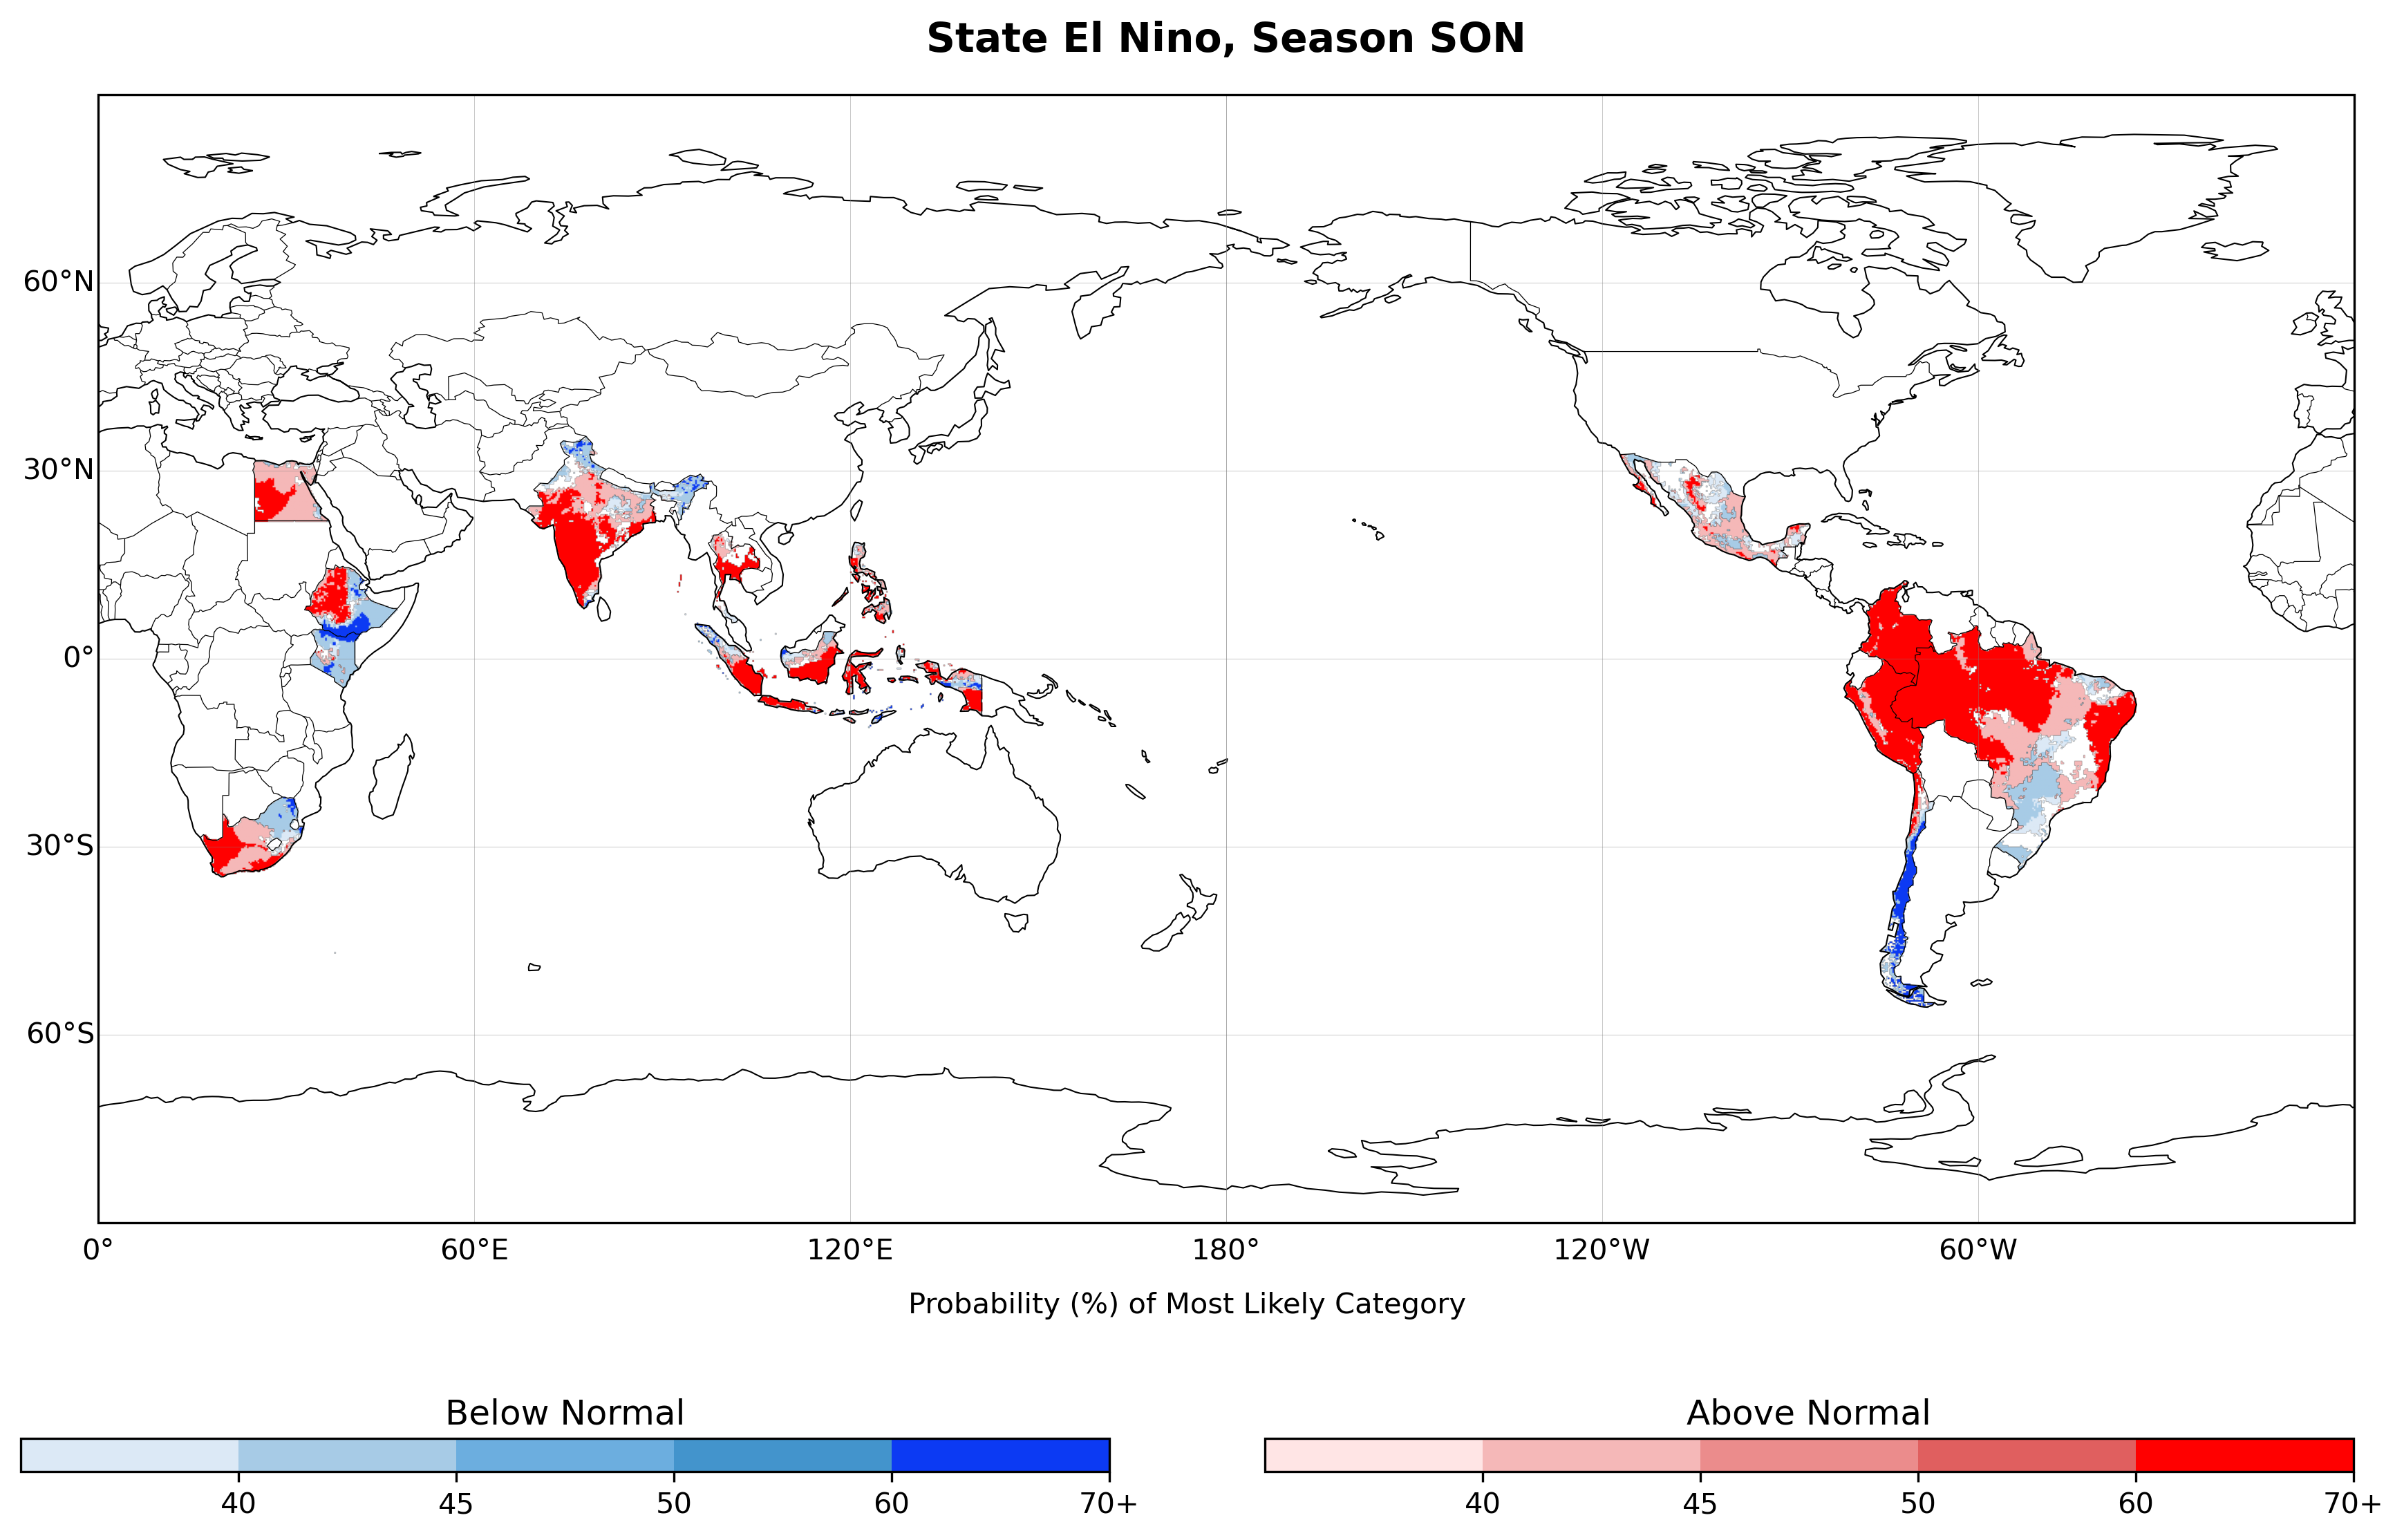 State El Nino, Season SON
60°N
30°N
0°
30°S
60°S
0° 60°E 120°E 180° 120°W 60°W
Probability (%) of Most Likely Category
Below Normal
40 45 50 60 70+
Above Normal
40 45 50 60 70+